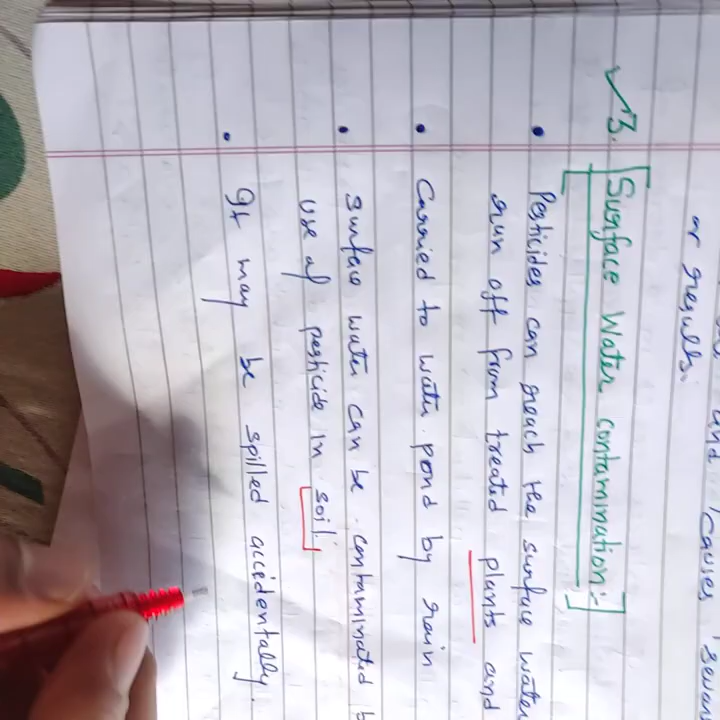 and causes
or results.
3. Surface Water contamination:-
• Pesticides can reach the surface water
run off from treated plants and
• Carried to water pond by rain
• Surface water can be contaminated b
use of pesticide in soil.
• It may be spilled accidentally.